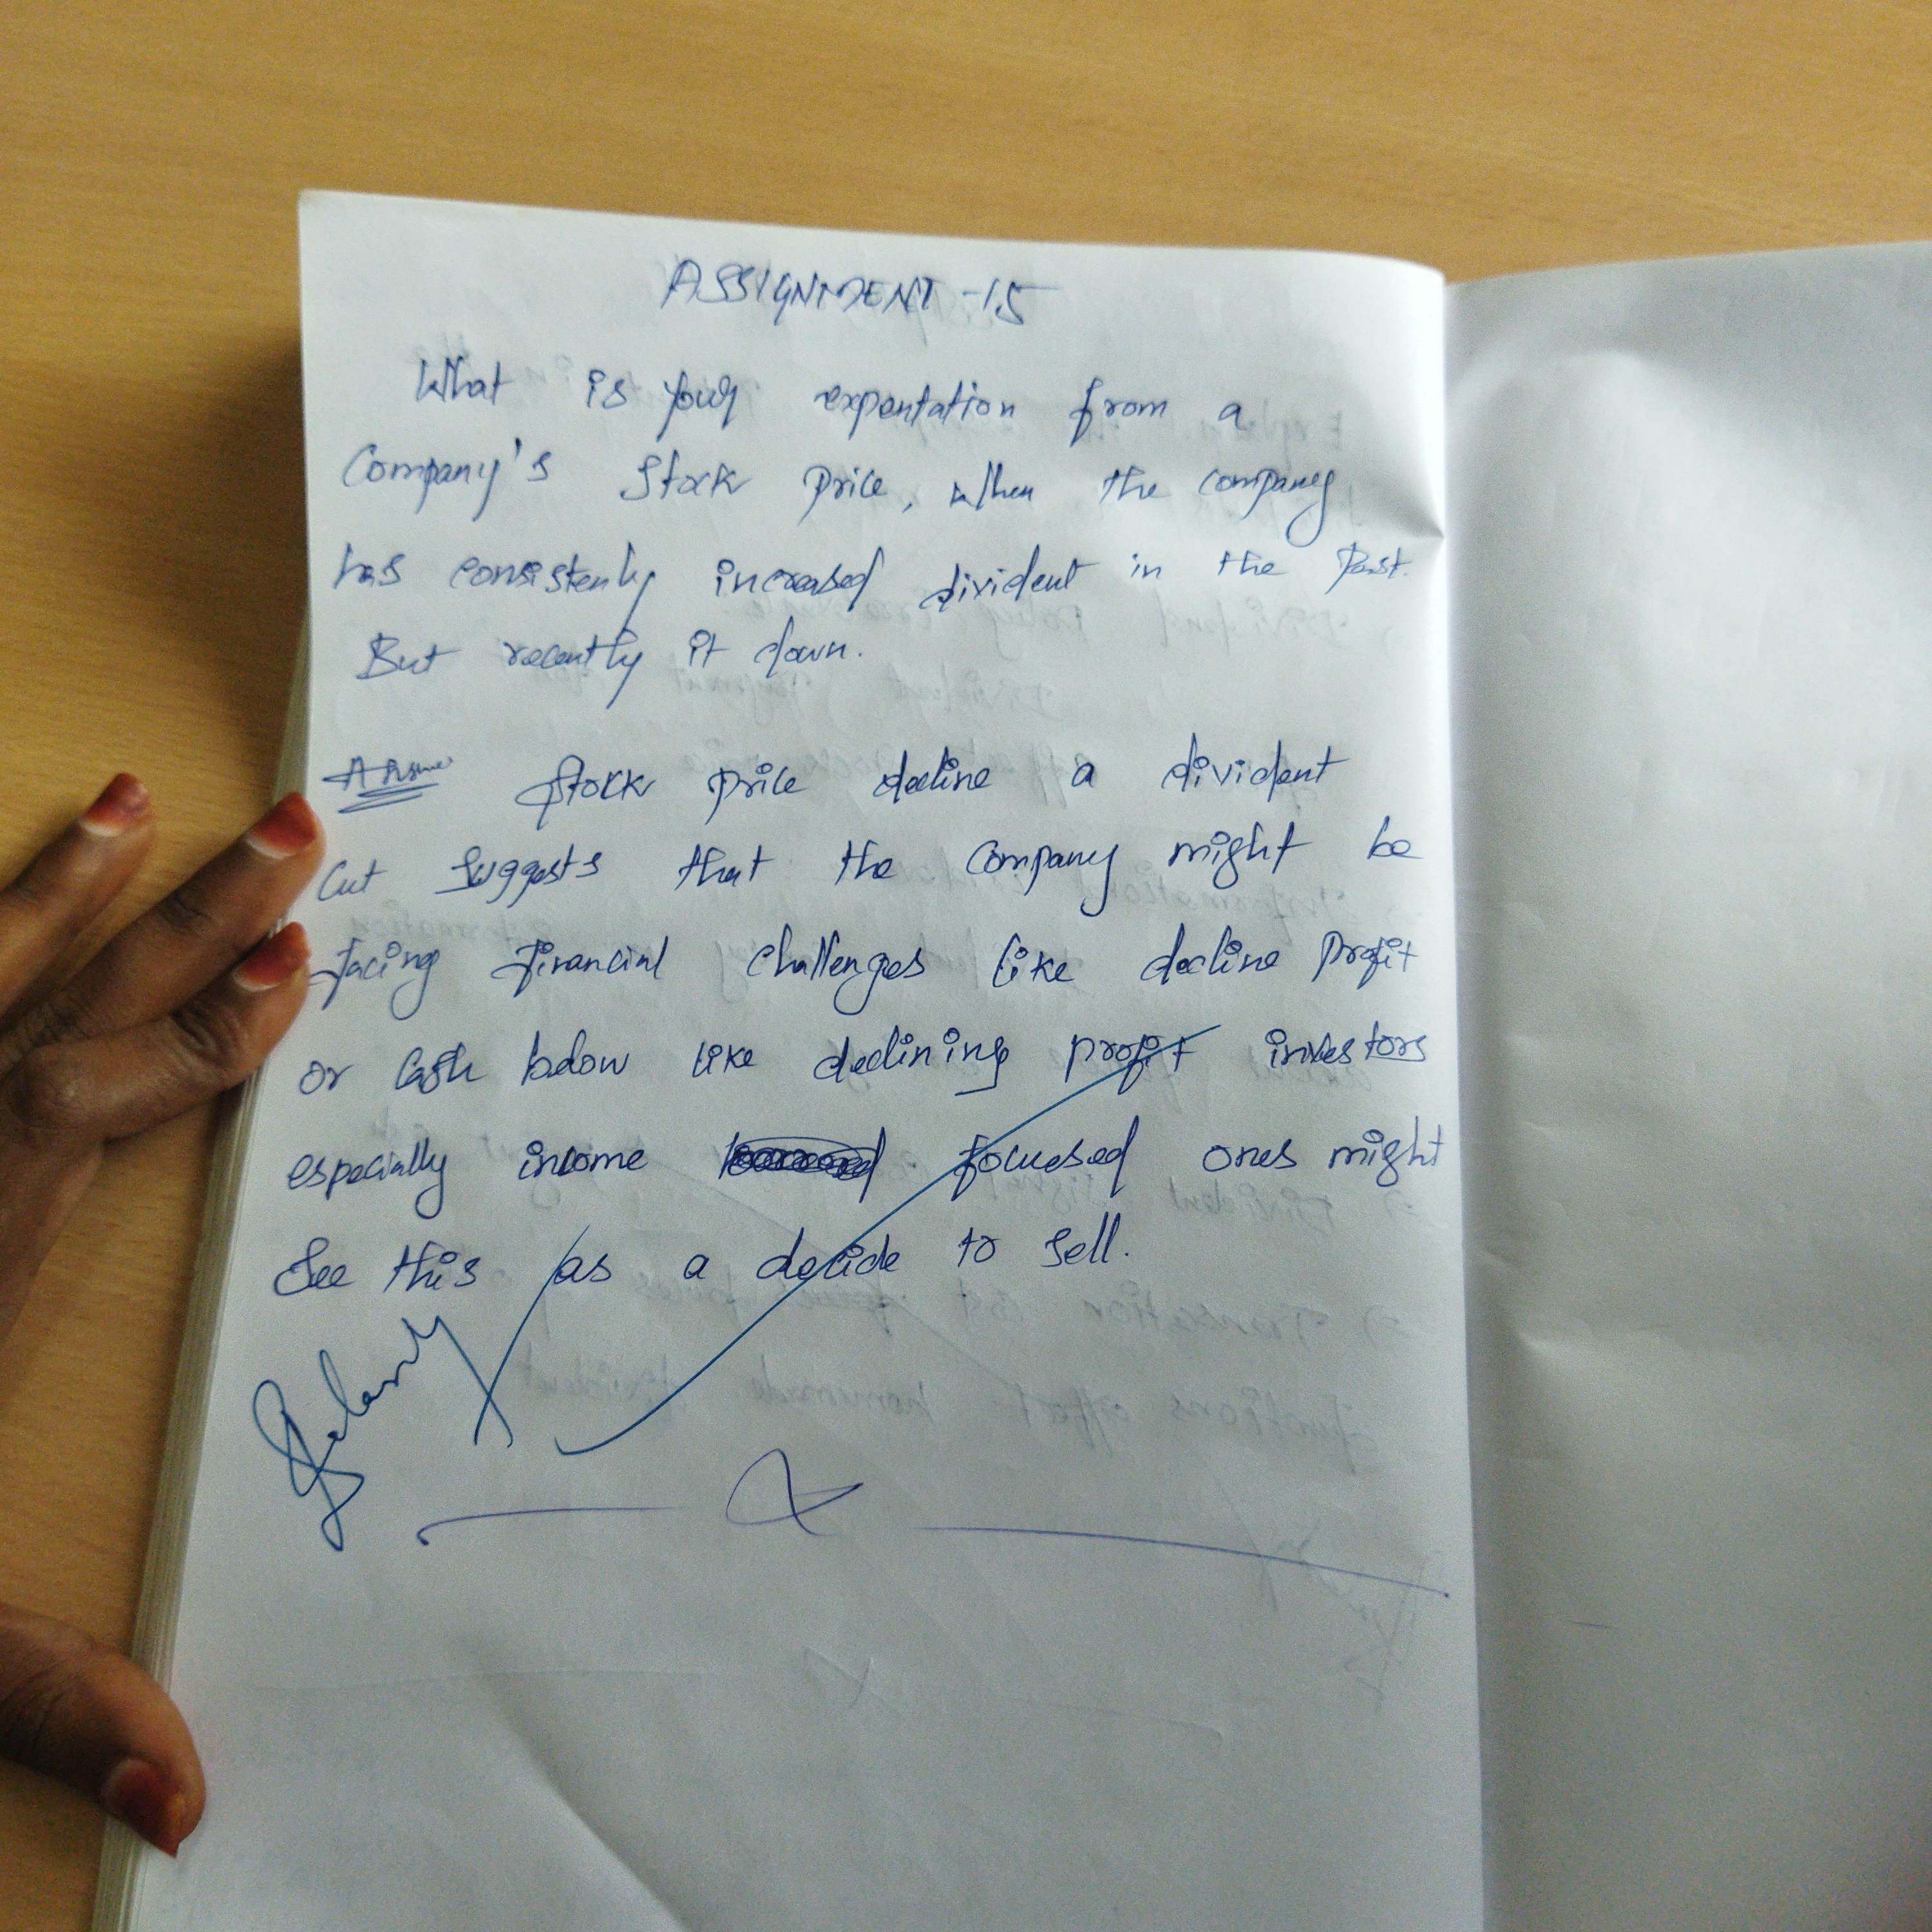 ASSIGNMENT -15
What is your expentation from a
Company's Stock Price, when the company
has consistenly increased divident in the Past.
But recently it down.
Answer Stock price decline a divident
Cut Suggests that the Company might be
facing financial challenges like decline Profit
or Cash below like declining profit investors
especially income focused ones might
See this as a decide to sell.